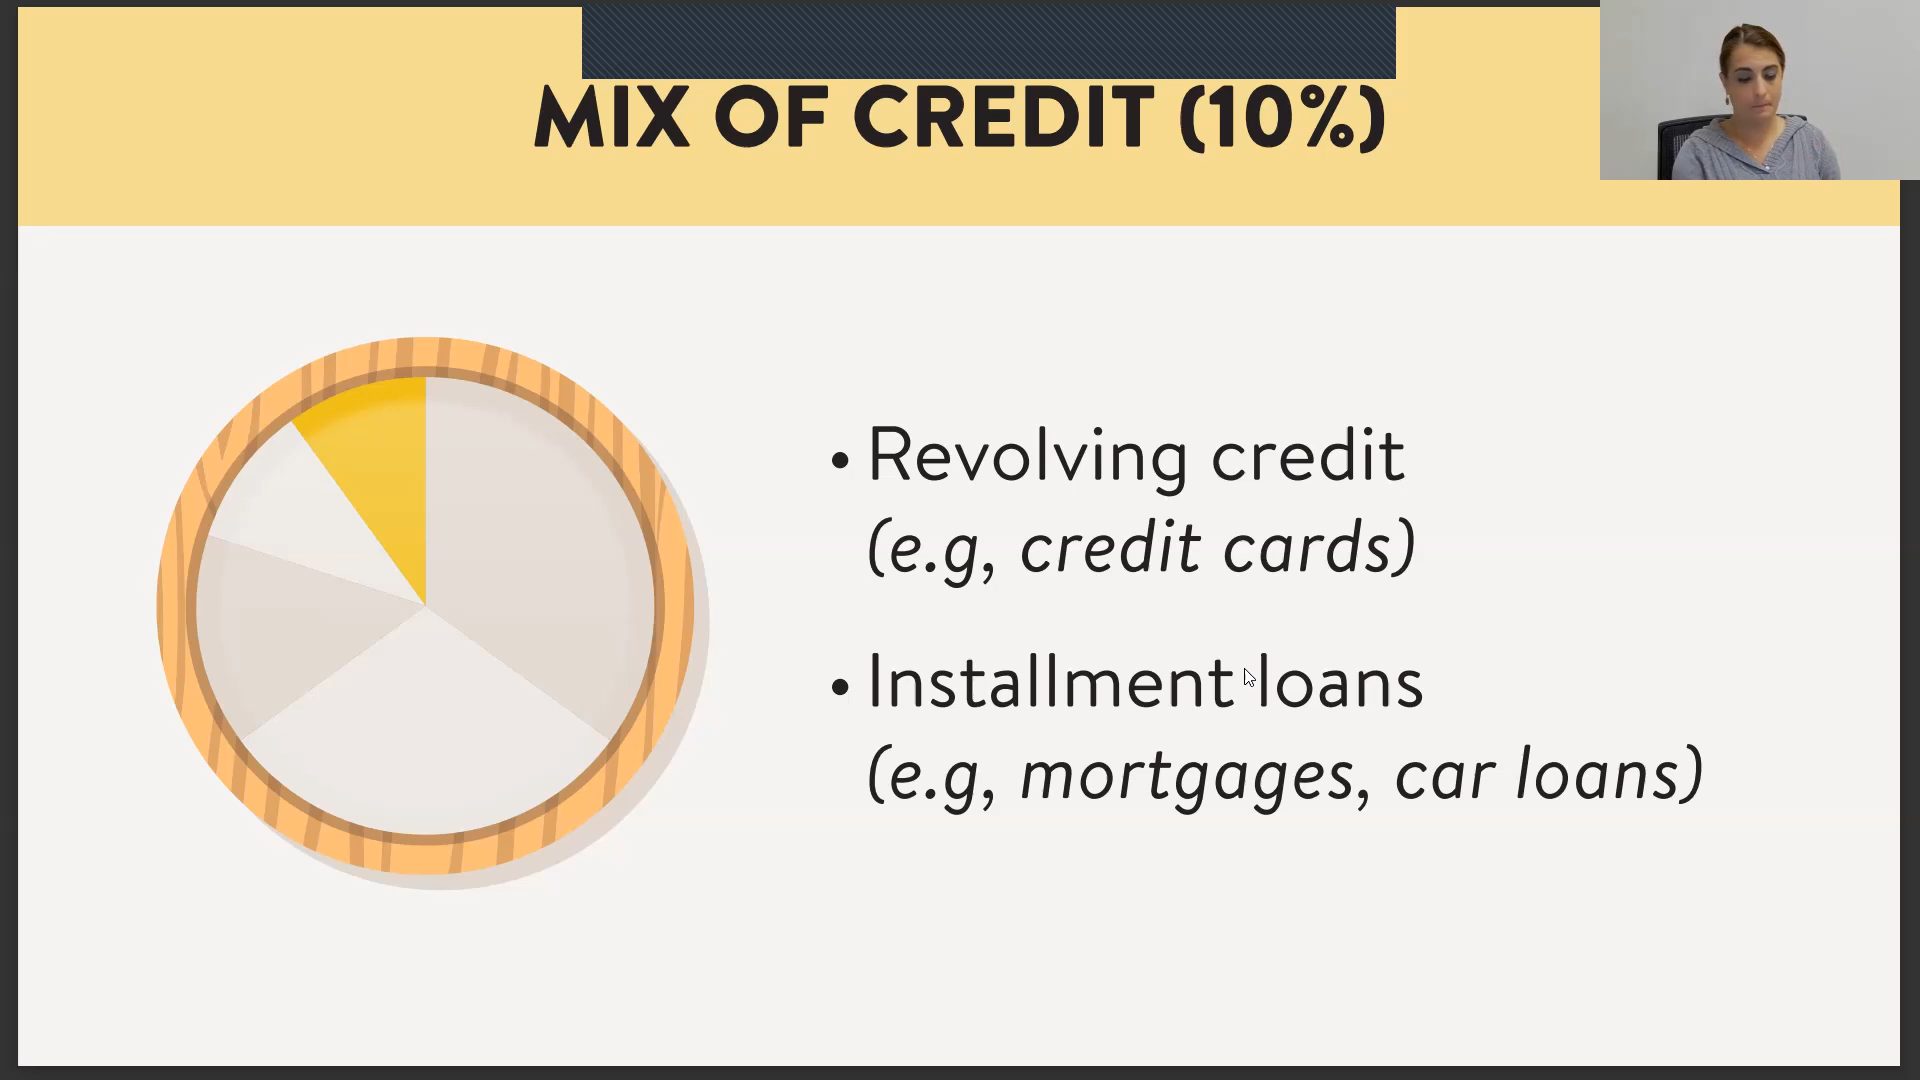 MIX OF CREDIT (10%)
• Revolving credit
(e.g, credit cards)
• Installment loans
(e.g, mortgages, car loans)